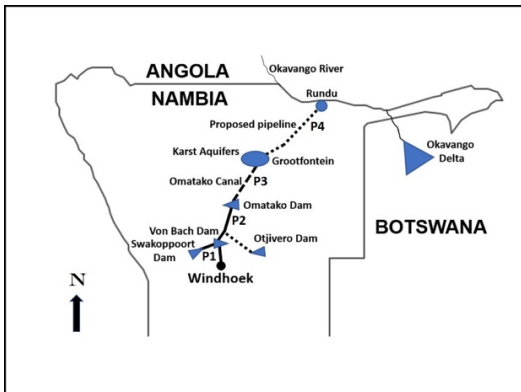 Okavango River
ANGOLA
NAMBIA
Rundu
Proposed pipeline
P4
Karst Aquifers
Grootfontein
Okavango
Delta
Omatako Canal
P3
Omatako Dam
P2
BOTSWANA
Von Bach Dam
Swakoppoort
Dam
Otjivero Dam
P1
Windhoek
N